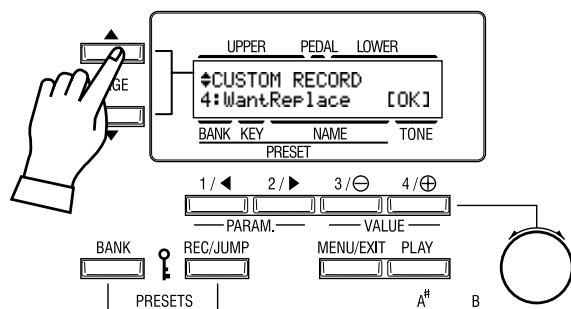 UPPER PEDAL LOWER
CUSTOM RECORD
4:WantReplace [OK]
BANK KEY NAME TONE
PRESET
1/◀ 2/▶ 3/⊖ 4/⊕
PARAM. VALUE
BANK REC/JUMP MENU/EXIT PLAY
PRESETS A# B